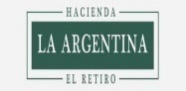 HACIENDA
LA ARGENTINA
EL RETIRO